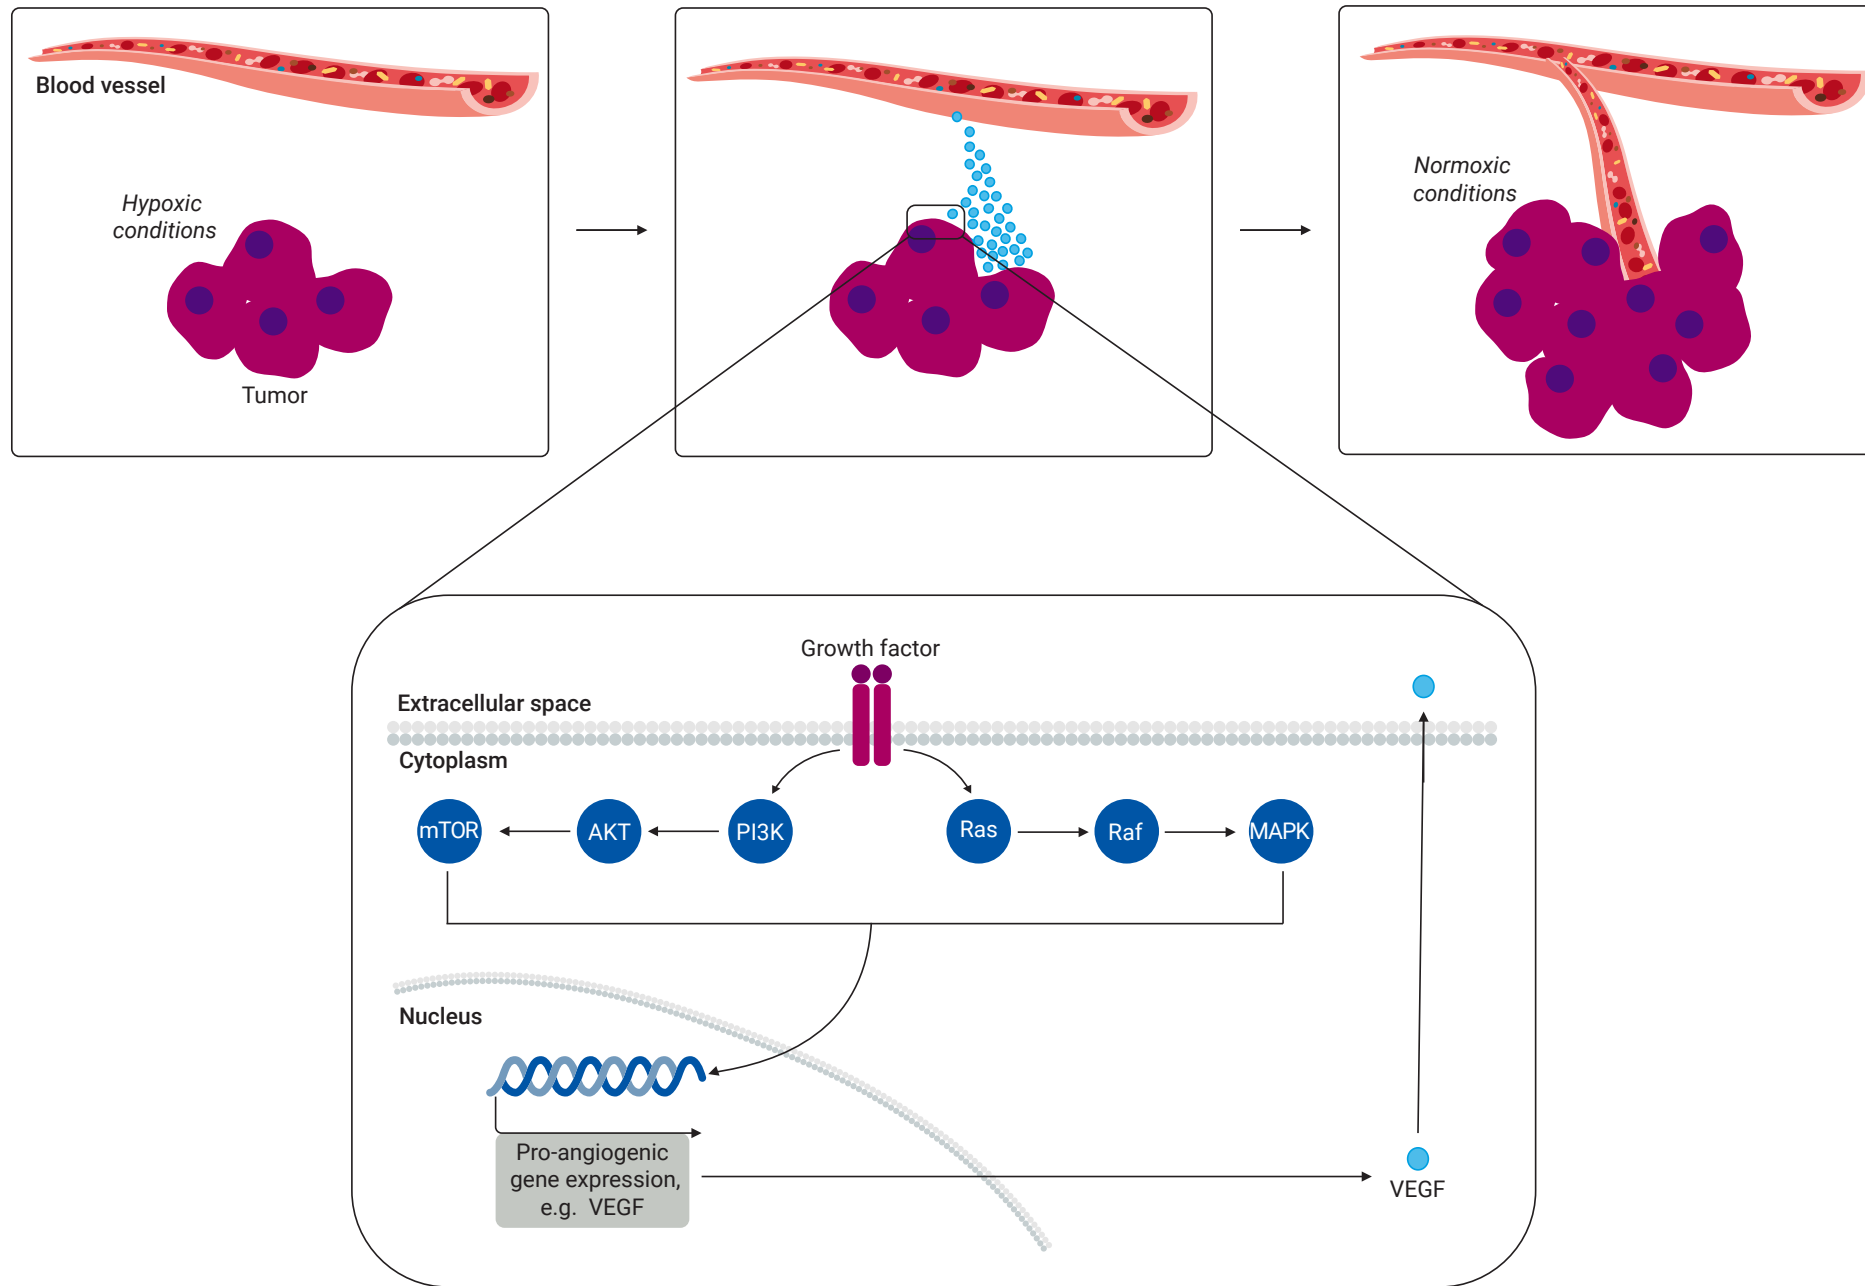 Blood vessel
Hypoxic
conditions
Tumor
Normoxic
conditions
Growth factor
Extracellular space
Cytoplasm
mTOR
AKT
PI3K
Ras
Raf
MAPK
Nucleus
Pro-angiogenic
gene expression,
e.g. VEGF
VEGF